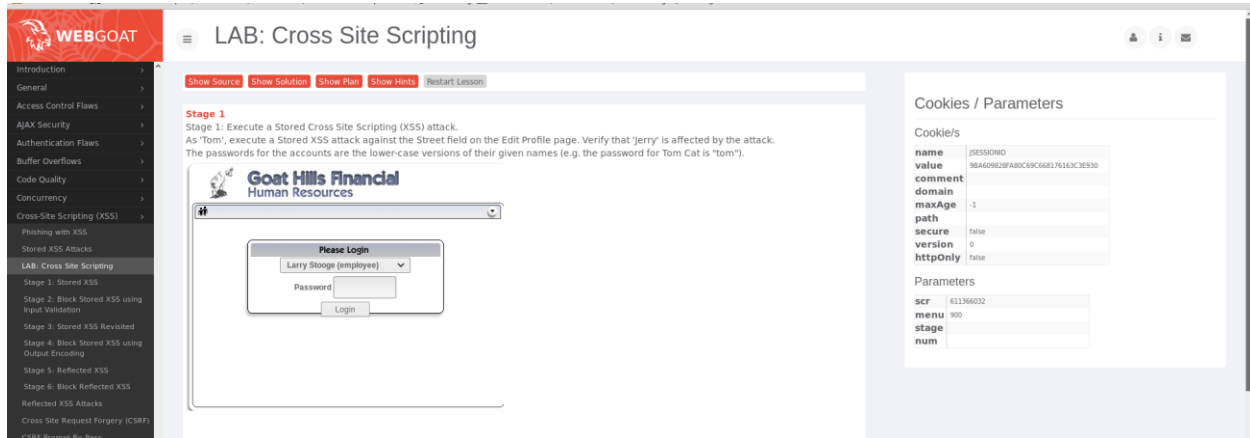 WEBGOAT
LAB: Cross Site Scripting
Introduction
General
Access Control Flaws
AJAX Security
Authentication Flaws
Buffer Overflows
Code Quality
Concurrency
Cross-Site Scripting (XSS)
Phishing with XSS
Stored XSS Attacks
LAB: Cross Site Scripting
Stage 1: Stored XSS
Stage 2: Block Stored XSS using
Input Validation
Stage 3: Stored XSS Revisited
Stage 4: Block Stored XSS using
Output Encoding
Stage 5: Reflected XSS
Stage 6: Block Reflected XSS
Reflected XSS Attacks
Cross Site Request Forgery (CSRF)
Show Source Show Solution Show Plan Show Hints Restart Lesson
Stage 1
Stage 1: Execute a Stored Cross Site Scripting (XSS) attack.
As 'Tom', execute a Stored XSS attack against the Street field on the Edit Profile page. Verify that 'Jerry' is affected by the attack.
The passwords for the accounts are the lower-case versions of their given names (e.g. the password for Tom Cat is "tom").
Goat Hills Financial
Human Resources
Please Login
Larry Stooge (employee)
Password
Login
Cookies / Parameters
Cookie/s
name JSESSIONID
value 9BA609828FA80C69C668176163C3E930
comment
domain
maxAge -1
path
secure false
version 0
httpOnly false
Parameters
scr 611366032
menu 900
stage
num